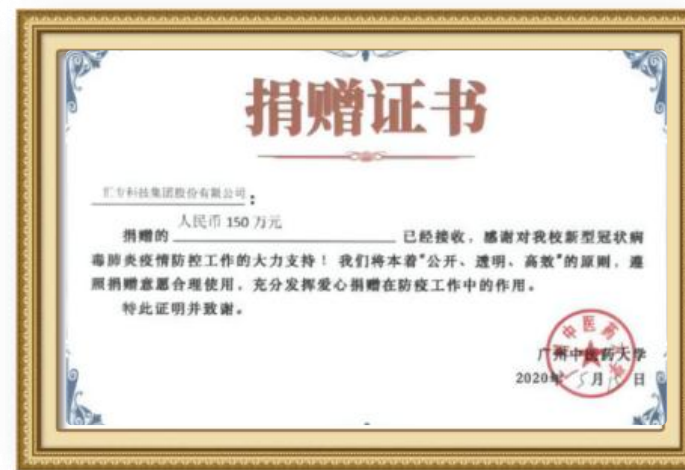 捐赠证书
汇专科技集团股份有限公司：
人民币 150 万元
捐赠的 已经接收，感谢对我校新型冠状病
毒肺炎疫情防控工作的大力支持！我们将本着“公开、透明、高效”的原则，遵
照捐赠意愿合理使用，充分发挥爱心捐赠在防疫工作中的作用。
特此证明并致谢。
广州中医药大学
2020年5月 日